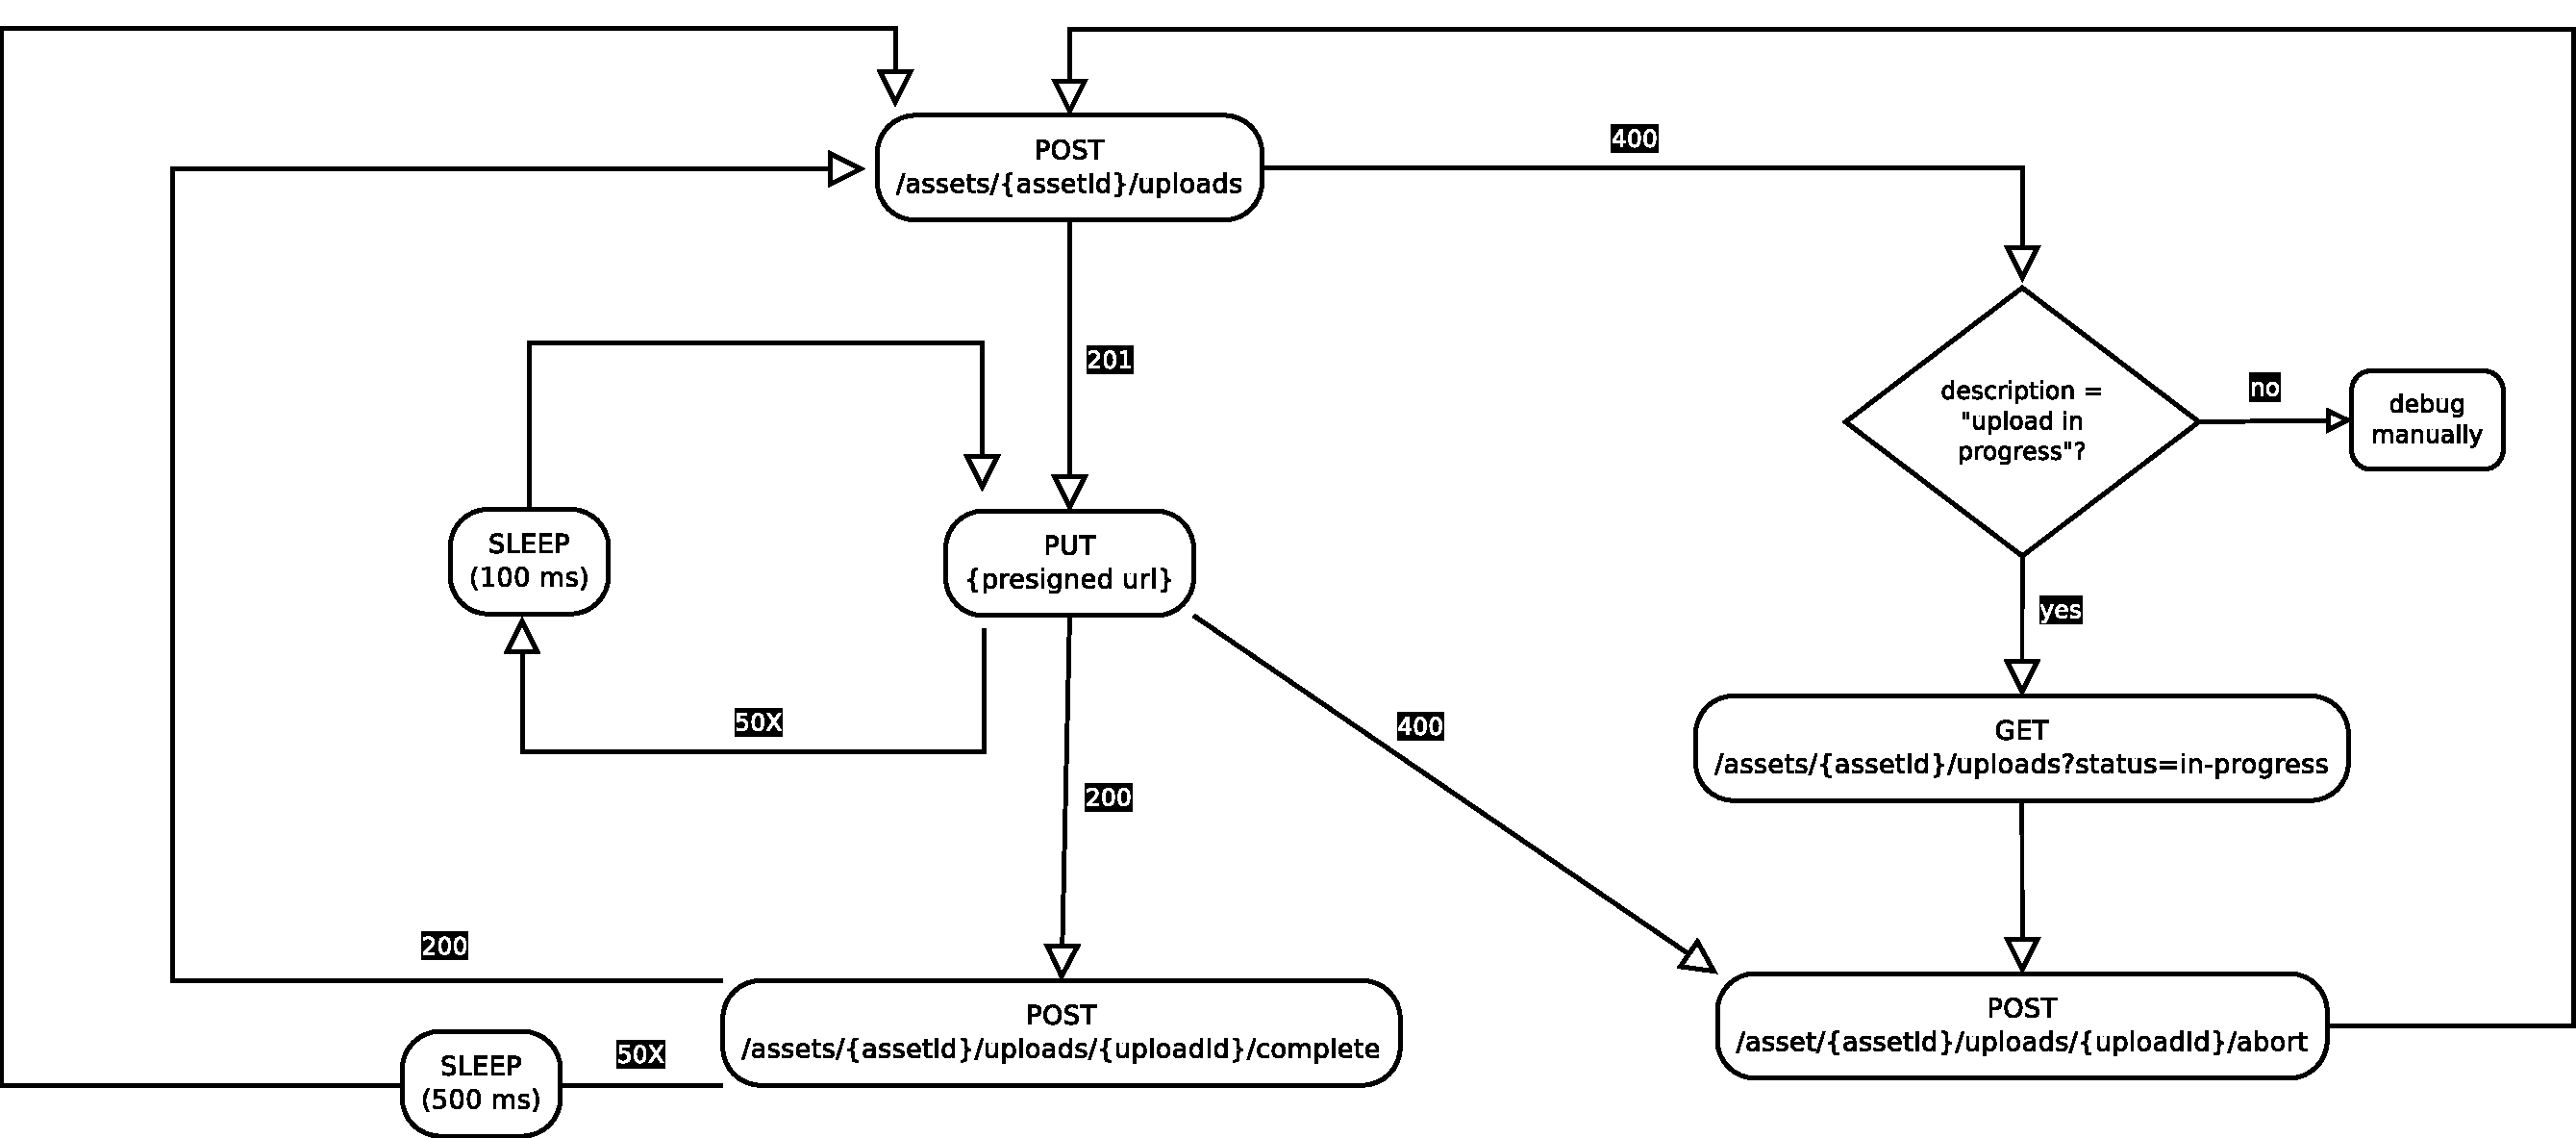 POST
/assets/{assetId}/uploads
400
201
description =
"upload in
progress"?
no
debug
manually
SLEEP
(100 ms)
PUT
{presigned url}
yes
50X
400
GET
/assets/{assetId}/uploads?status=in-progress
200
200
POST
/assets/{assetId}/uploads/{uploadId}/complete
POST
/asset/{assetId}/uploads/{uploadId}/abort
50X
SLEEP
(500 ms)